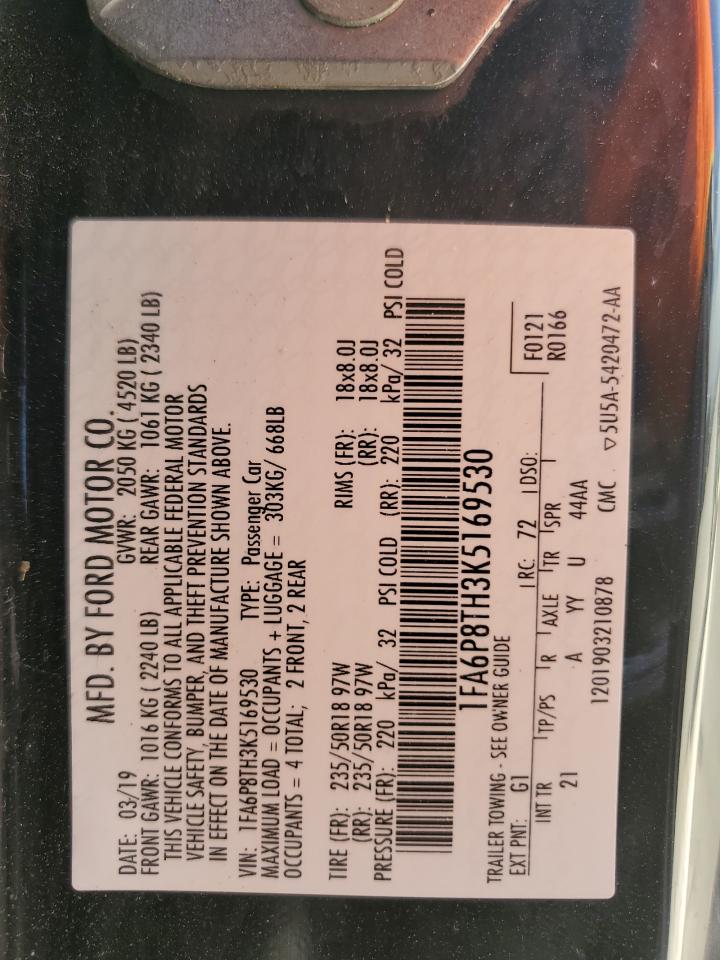 MFD. BY FORD MOTOR CO.
DATE: 03/19 GVWR: 2050 KG ( 4520 LB)
FRONT GAWR: 1016 KG ( 2240 LB) REAR GAWR: 1061 KG ( 2340 LB)
THIS VEHICLE CONFORMS TO ALL APPLICABLE FEDERAL MOTOR
VEHICLE SAFETY, BUMPER, AND THEFT PREVENTION STANDARDS
IN EFFECT ON THE DATE OF MANUFACTURE SHOWN ABOVE.
VIN: 1FA6P8TH3K5169530 TYPE: Passenger Car
MAXIMUM LOAD = OCCUPANTS + LUGGAGE = 303KG/ 668LB
OCCUPANTS = 4 TOTAL; 2 FRONT, 2 REAR
TIRE (FR): 235/50R18 97W RIMS (FR): 18x8.0J
(RR): 235/50R18 97W (RR): 18x8.0J
PRESSURE (FR): 220 kPa/ 32 PSI COLD (RR): 220 kPa/ 32 PSI COLD
1FA6P8TH3K5169530
TRAILER TOWING - SEE OWNER GUIDE
EXT PNT: G1 RC: 72 DSO: F0121
R0166
INT TR TP/PS R AXLE TR SPR
21 A YY U 44AA
1201903210878 CMC ▽5U5A-5420472-AA